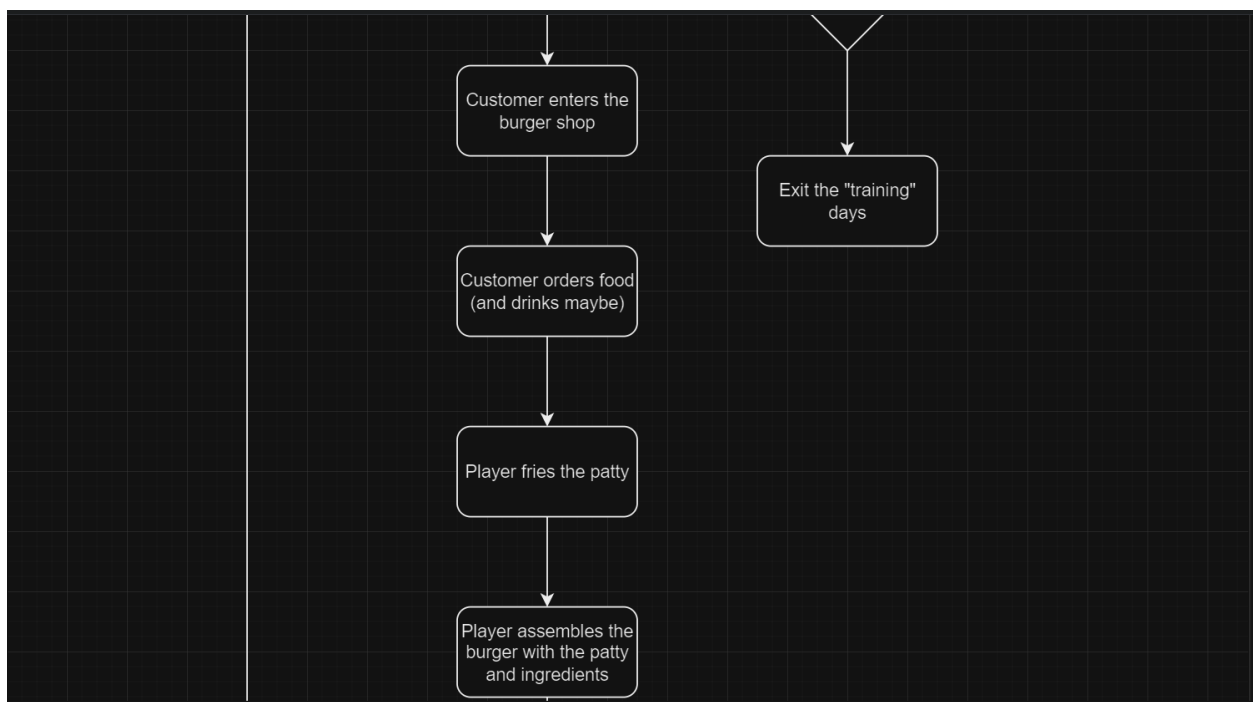 Customer enters the
burger shop
Exit the "training"
days
Customer orders food
(and drinks maybe)
Player fries the patty
Player assembles the
burger with the patty
and ingredients